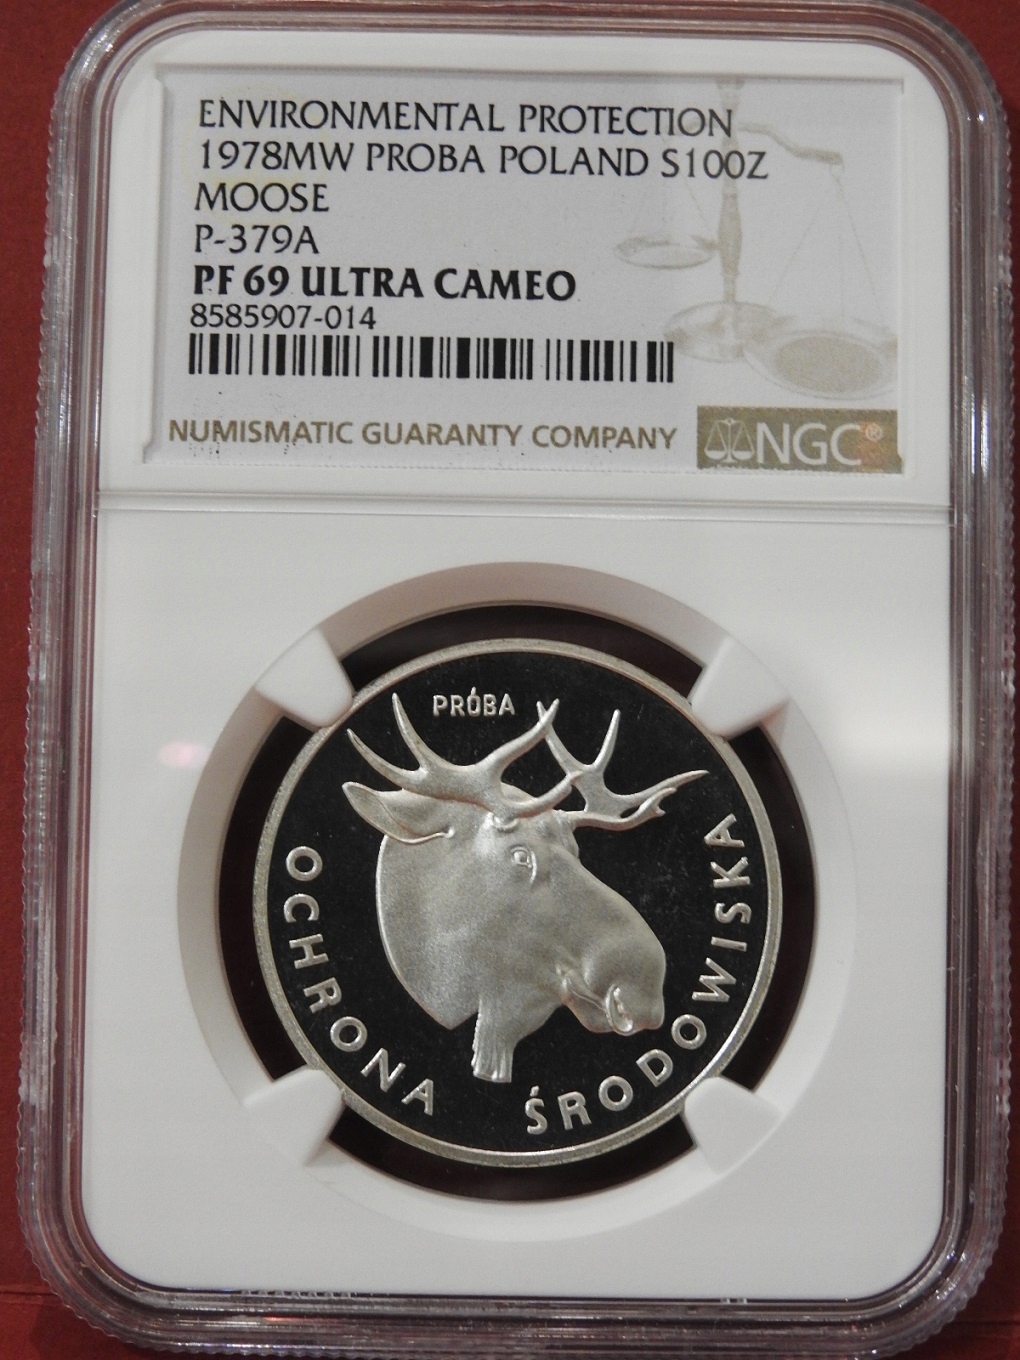 ENVIRONMENTAL PROTECTION
1978MW PROBA POLAND S100Z
MOOSE
P-379A
PF 69 ULTRA CAMEO
8585907-014
NUMISMATIC GUARANTY COMPANY
NGC®
PRÓBA
OCHRONA ŚRODOWISKA